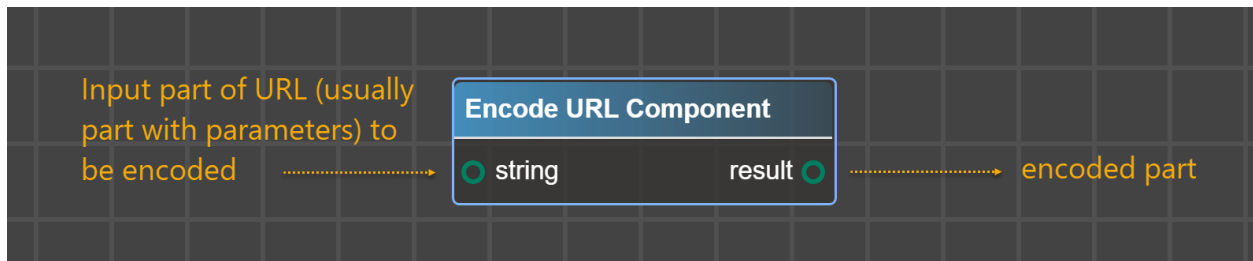 Input part of URL (usually
part with parameters) to
be encoded
Encode URL Component
string
result
encoded part